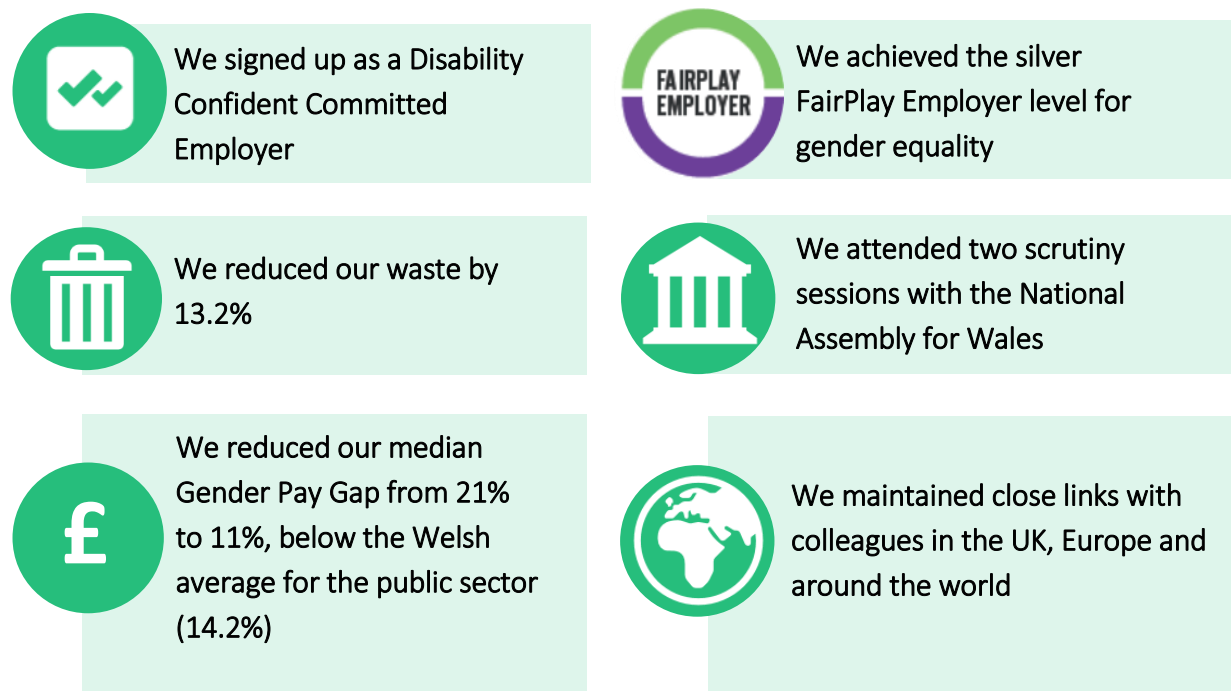 We signed up as a Disability
Confident Committed
Employer
FAIRPLAY
EMPLOYER
We achieved the silver
FairPlay Employer level for
gender equality
We reduced our waste by
13.2%
We attended two scrutiny
sessions with the National
Assembly for Wales
£
We reduced our median
Gender Pay Gap from 21%
to 11%, below the Welsh
average for the public sector
(14.2%)
We maintained close links with
colleagues in the UK, Europe and
around the world